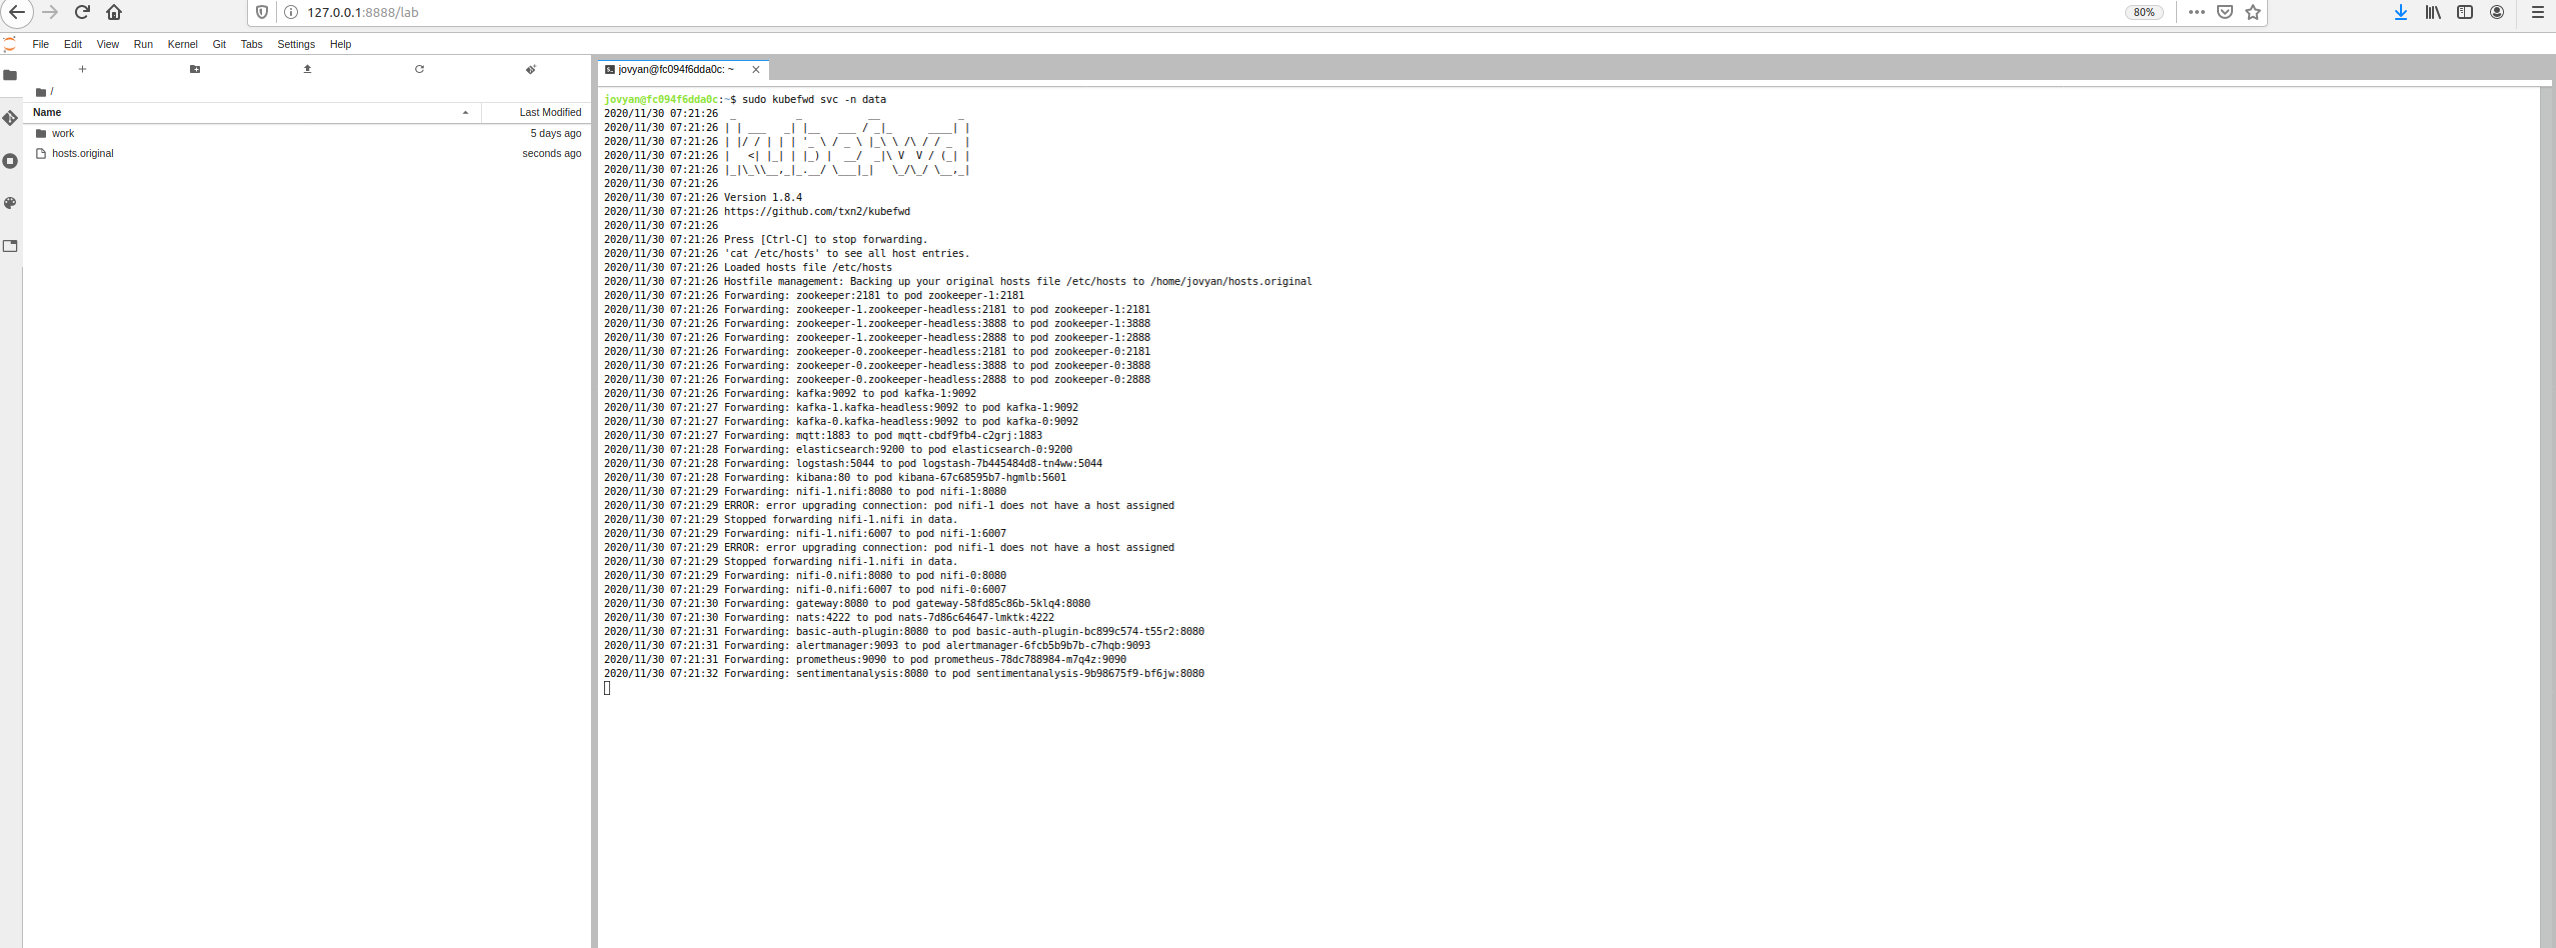 127.0.0.1:8888/lab
80%
File Edit View Run Kernel Git Tabs Settings Help
/
Name Last Modified
work 5 days ago
hosts.original seconds ago
jovyan@fc094f6dda0c: ~
jovyan@fc094f6dda0c:~$ sudo kubefwd svc -n data
2020/11/30 07:21:26  _          _           __             _
2020/11/30 07:21:26 | | ___   _| |__   ___ / _|_      ____| |
2020/11/30 07:21:26 | |/ / | | | '_ \ / _ \ |_\ \ /\ / / _  |
2020/11/30 07:21:26 |   <| |_| | |_) |  __/  _|\ V  V / (_| |
2020/11/30 07:21:26 |_|\_\\__,_|_.__/ \___|_|   \_/\_/ \__,_|
2020/11/30 07:21:26
2020/11/30 07:21:26 Version 1.8.4
2020/11/30 07:21:26 https://github.com/txn2/kubefwd
2020/11/30 07:21:26
2020/11/30 07:21:26 Press [Ctrl-C] to stop forwarding.
2020/11/30 07:21:26 'cat /etc/hosts' to see all host entries.
2020/11/30 07:21:26 Loaded hosts file /etc/hosts
2020/11/30 07:21:26 Hostfile management: Backing up your original hosts file /etc/hosts to /home/jovyan/hosts.original
2020/11/30 07:21:26 Forwarding: zookeeper:2181 to pod zookeeper-1:2181
2020/11/30 07:21:26 Forwarding: zookeeper-1.zookeeper-headless:2181 to pod zookeeper-1:2181
2020/11/30 07:21:26 Forwarding: zookeeper-1.zookeeper-headless:3888 to pod zookeeper-1:3888
2020/11/30 07:21:26 Forwarding: zookeeper-1.zookeeper-headless:2888 to pod zookeeper-1:2888
2020/11/30 07:21:26 Forwarding: zookeeper-0.zookeeper-headless:2181 to pod zookeeper-0:2181
2020/11/30 07:21:26 Forwarding: zookeeper-0.zookeeper-headless:3888 to pod zookeeper-0:3888
2020/11/30 07:21:26 Forwarding: zookeeper-0.zookeeper-headless:2888 to pod zookeeper-0:2888
2020/11/30 07:21:26 Forwarding: kafka:9092 to pod kafka-1:9092
2020/11/30 07:21:27 Forwarding: kafka-1.kafka-headless:9092 to pod kafka-1:9092
2020/11/30 07:21:27 Forwarding: kafka-0.kafka-headless:9092 to pod kafka-0:9092
2020/11/30 07:21:27 Forwarding: mqtt:1883 to pod mqtt-cbdf9fb4-c2grj:1883
2020/11/30 07:21:28 Forwarding: elasticsearch:9200 to pod elasticsearch-0:9200
2020/11/30 07:21:28 Forwarding: logstash:5044 to pod logstash-7b445484d8-tn4ww:5044
2020/11/30 07:21:28 Forwarding: kibana:80 to pod kibana-67c68595b7-hgmlb:5601
2020/11/30 07:21:29 Forwarding: nifi-1.nifi:8080 to pod nifi-1:8080
2020/11/30 07:21:29 ERROR: error upgrading connection: pod nifi-1 does not have a host assigned
2020/11/30 07:21:29 Stopped forwarding nifi-1.nifi in data.
2020/11/30 07:21:29 Forwarding: nifi-1.nifi:6007 to pod nifi-1:6007
2020/11/30 07:21:29 ERROR: error upgrading connection: pod nifi-1 does not have a host assigned
2020/11/30 07:21:29 Stopped forwarding nifi-1.nifi in data.
2020/11/30 07:21:29 Forwarding: nifi-0.nifi:8080 to pod nifi-0:8080
2020/11/30 07:21:29 Forwarding: nifi-0.nifi:6007 to pod nifi-0:6007
2020/11/30 07:21:30 Forwarding: gateway:8080 to pod gateway-58fd85c86b-5klq4:8080
2020/11/30 07:21:30 Forwarding: nats:4222 to pod nats-7d86c64647-lmktk:4222
2020/11/30 07:21:31 Forwarding: basic-auth-plugin:8080 to pod basic-auth-plugin-bc899c574-t55r2:8080
2020/11/30 07:21:31 Forwarding: alertmanager:9093 to pod alertmanager-6fcb5b9b7b-c7hqb:9093
2020/11/30 07:21:31 Forwarding: prometheus:9090 to pod prometheus-78dc788984-m7q4z:9090
2020/11/30 07:21:32 Forwarding: sentimentanalysis:8080 to pod sentimentanalysis-9b98675f9-bf6jw:8080